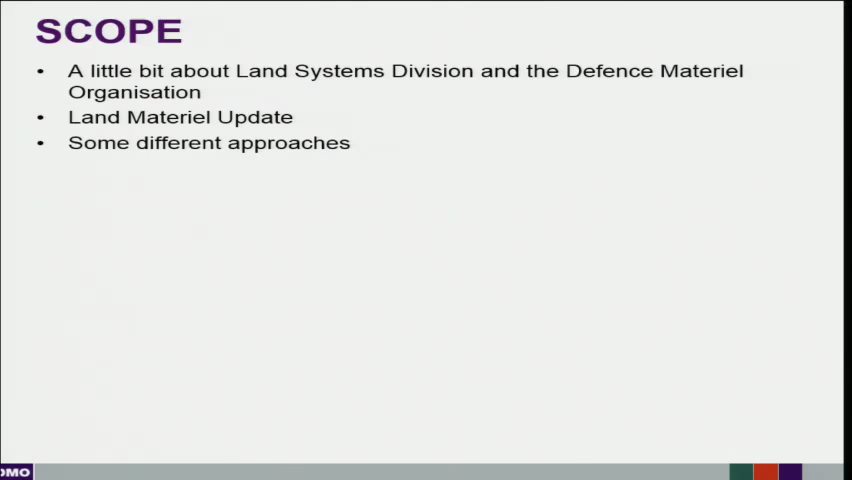 SCOPE
• A little bit about Land Systems Division and the Defence Materiel
Organisation
• Land Materiel Update
• Some different approaches
DMO